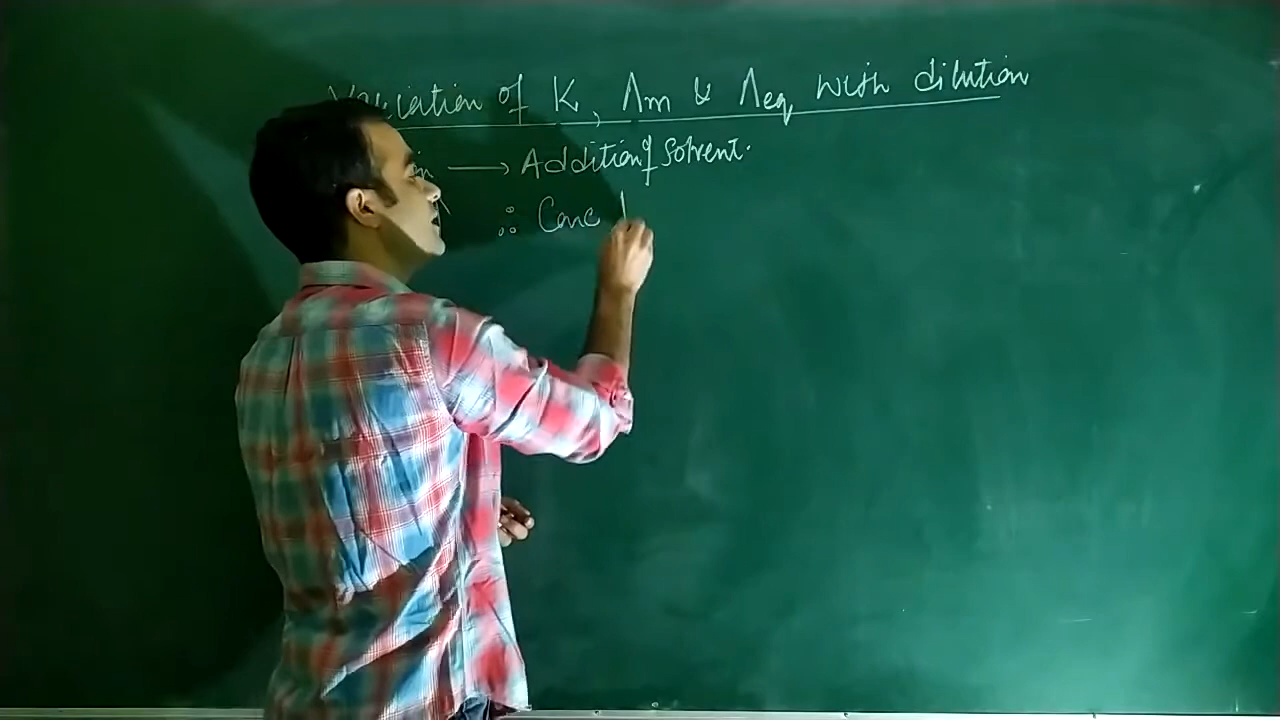 Variation of K, Λm & Λeq with dilution
→ Addition of Solvent.
∴ Conc